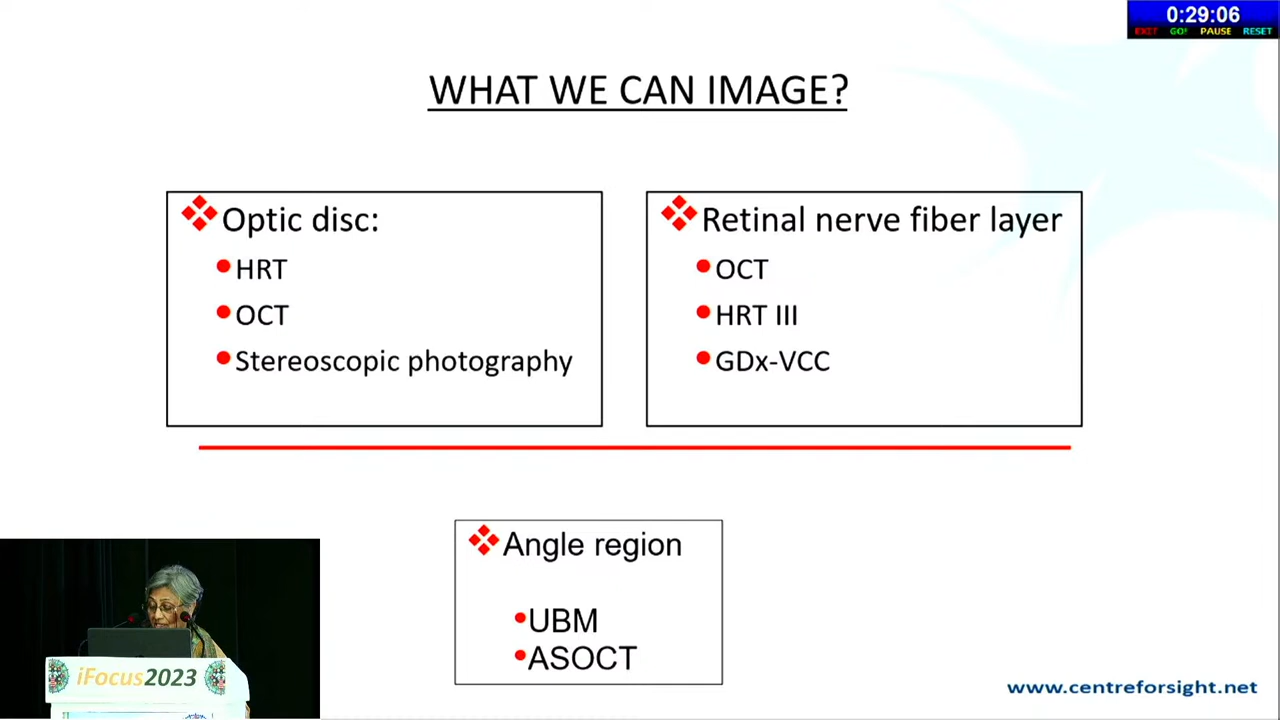 0:29:06
EXIT GO! PAUSE RESET
WHAT WE CAN IMAGE?
Optic disc:
HRT
OCT
Stereoscopic photography
Retinal nerve fiber layer
OCT
HRT III
GDx-VCC
Angle region
UBM
ASOCT
iFocus2023
www.centreforsight.net